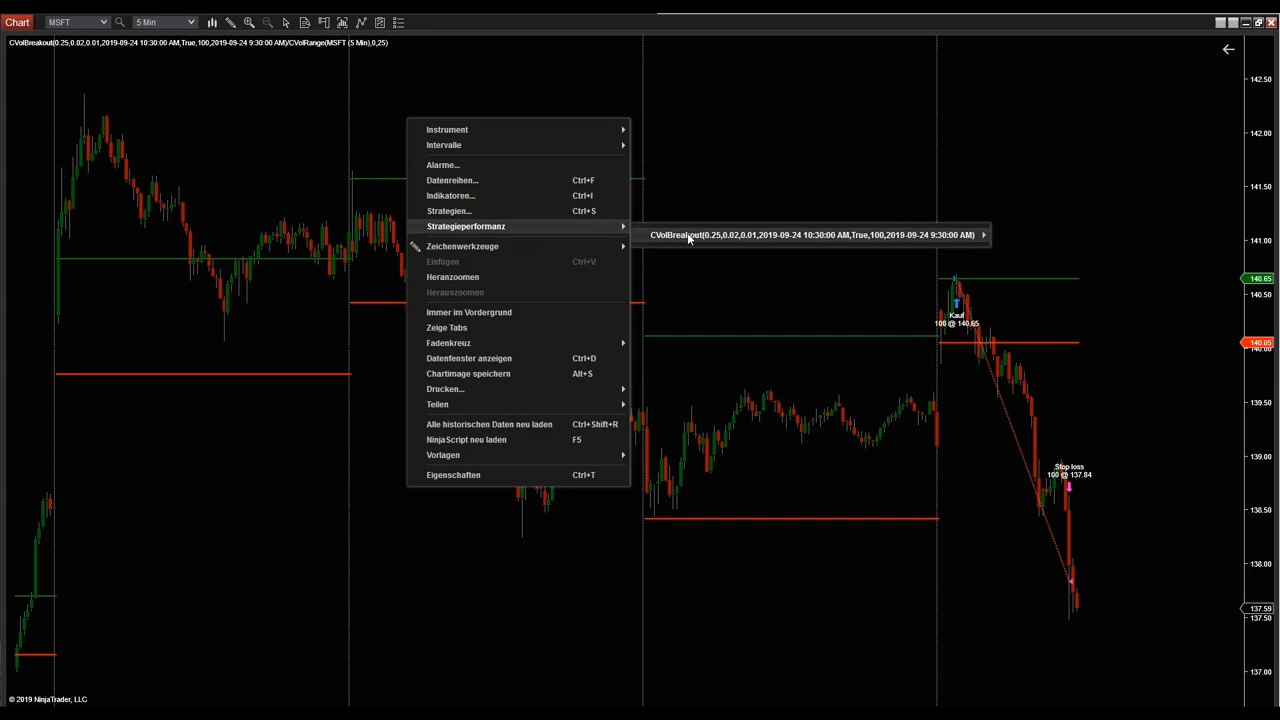 Chart
MSFT
5 Min
CVolBreakout(0.25,0.02,0.01,2019-09-24 10:30:00 AM,True,100,2019-09-24 9:30:00 AM)/CVolRange(MSFT (5 Min),0,25)
142.50
142.00
141.50
141.00
140.65
140.50
140.05
140.00
139.50
139.00
138.50
138.00
137.59
137.50
137.00
Instrument
Intervalle
Alarme...
Datenreihen... Ctrl+F
Indikatoren... Ctrl+I
Strategien... Ctrl+S
Strategieperformanz
CVolBreakout(0.25,0.02,0.01,2019-09-24 10:30:00 AM,True,100,2019-09-24 9:30:00 AM)
Zeichenwerkzeuge
Einfügen Ctrl+V
Heranzoomen
Herauszoomen
Immer im Vordergrund
Zeige Tabs
Fadenkreuz
Datenfenster anzeigen Ctrl+D
Chartimage speichern Alt+S
Drucken...
Teilen
Alle historischen Daten neu laden Ctrl+Shift+R
NinjaScript neu laden F5
Vorlagen
Eigenschaften Ctrl+T
Kauf
100 @ 140.65
Stop loss
100 @ 137.84
© 2019 NinjaTrader, LLC